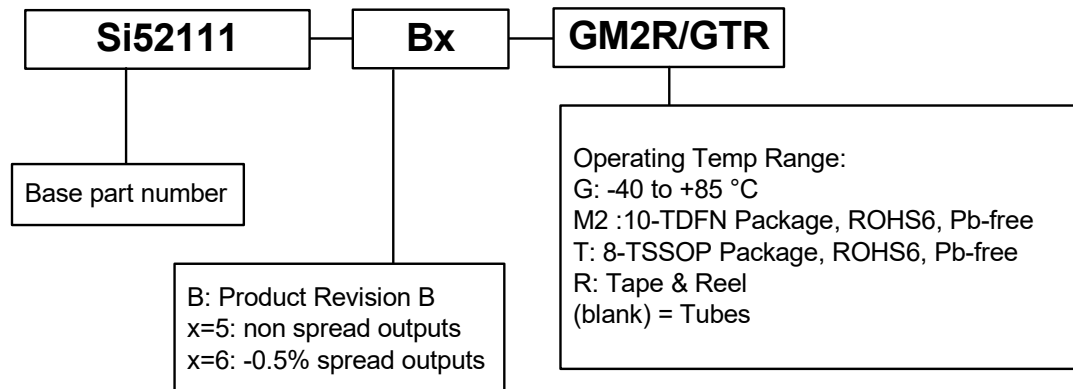 Si52111
Bx
GM2R/GTR
Base part number
B: Product Revision B
x=5: non spread outputs
x=6: -0.5% spread outputs
Operating Temp Range:
G: -40 to +85 °C
M2 :10-TDFN Package, ROHS6, Pb-free
T: 8-TSSOP Package, ROHS6, Pb-free
R: Tape & Reel
(blank) = Tubes